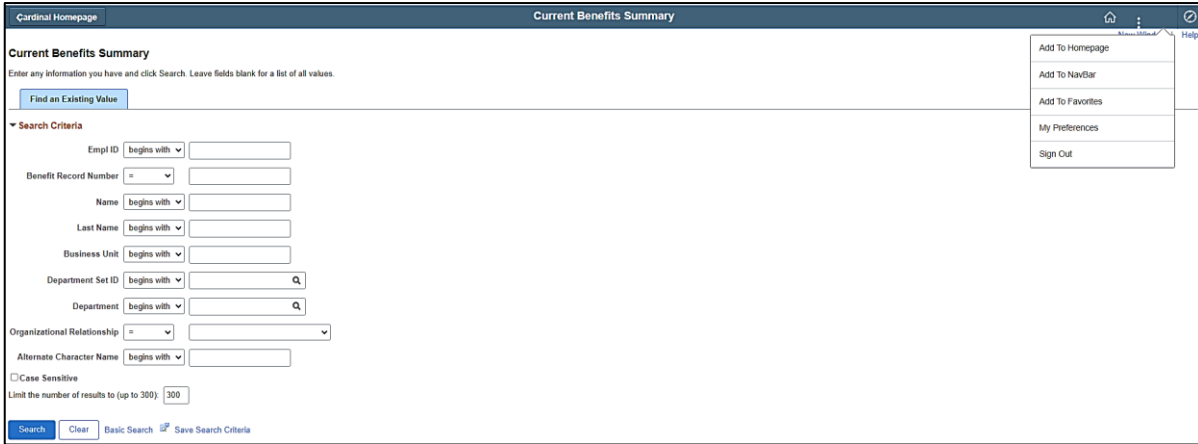 Cardinal Homepage Current Benefits Summary
Help
Current Benefits Summary
Enter any information you have and click Search. Leave fields blank for a list of all values.
Find an Existing Value
Search Criteria
Empl ID begins with
Benefit Record Number =
Name begins with
Last Name begins with
Business Unit begins with
Department Set ID begins with
Department begins with
Organizational Relationship =
Alternate Character Name begins with
Case Sensitive
Limit the number of results to (up to 300): 300
Search Clear Basic Search Save Search Criteria
Add To Homepage
Add To NavBar
Add To Favorites
My Preferences
Sign Out